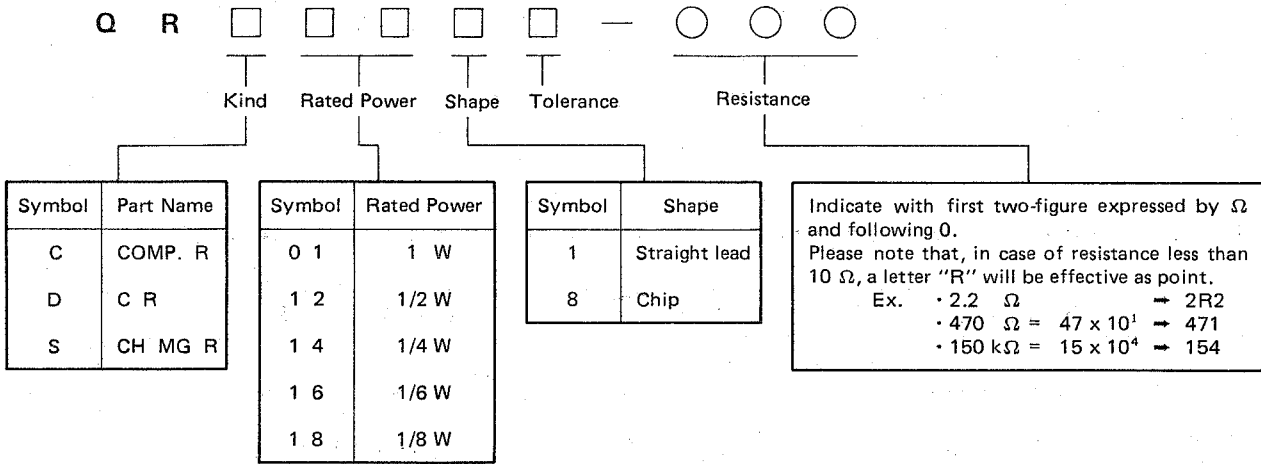 Q R □ □ □ □ □ — ○ ○ ○
Kind Rated Power Shape Tolerance Resistance
Symbol Part Name
C COMP. R
D C R
S CH MG R
Symbol Rated Power
0 1 1 W
1 2 1/2 W
1 4 1/4 W
1 6 1/6 W
1 8 1/8 W
Symbol Shape
1 Straight lead
8 Chip
Indicate with first two-figure expressed by Ω
and following 0.
Please note that, in case of resistance less than
10 Ω, a letter "R" will be effective as point.
Ex. · 2.2 Ω ➡ 2R2
· 470 Ω = 47 x 10¹ ➡ 471
· 150 kΩ = 15 x 10⁴ ➡ 154